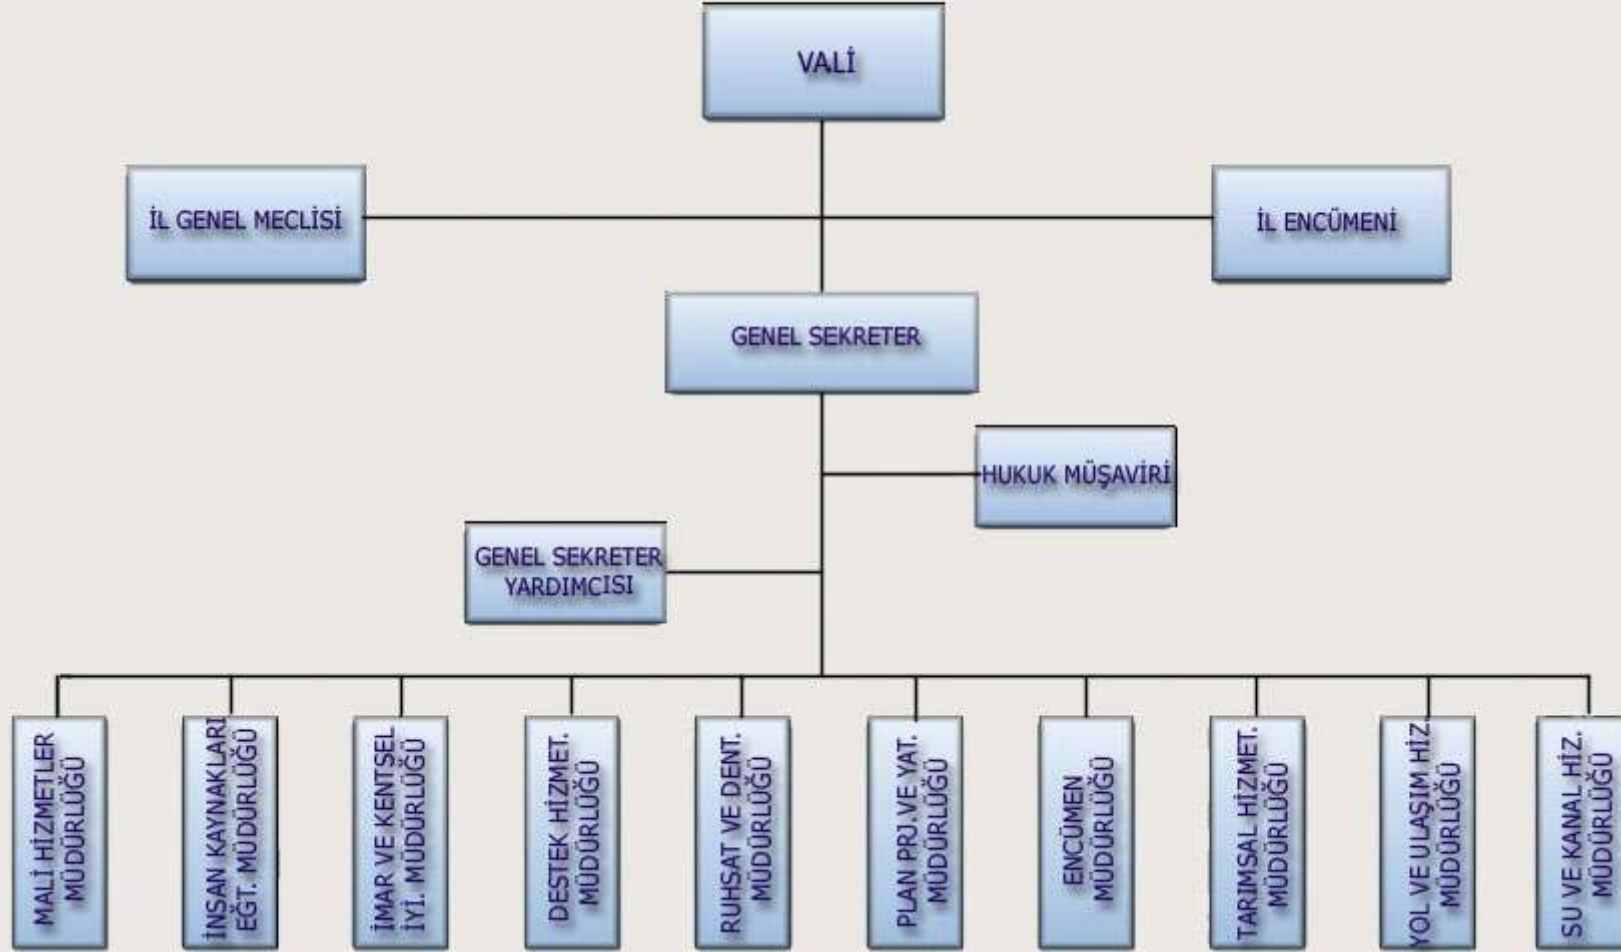 VALİ
İL GENEL MECLİSİ
İL ENCÜMENİ
GENEL SEKRETER
HUKUK MÜŞAVİRİ
GENEL SEKRETER
YARDIMCISI
MALİ HİZMETLER
MÜDÜRLÜĞÜ
İNSAN KAYNAKLARI
EĞT. MÜDÜRLÜĞÜ
İMAR VE KENTSEL
İYİ. MÜDÜRLÜĞÜ
DESTEK HİZMET.
MÜDÜRLÜĞÜ
RUHSAT VE DENT.
MÜDÜRLÜĞÜ
PLAN PRJ.VE YAT.
MÜDÜRLÜĞÜ
ENCÜMEN
MÜDÜRLÜĞÜ
TARIMSAL HİZMET.
MÜDÜRLÜĞÜ
YOL VE ULAŞIM HİZ.
MÜDÜRLÜĞÜ
SU VE KANAL HİZ.
MÜDÜRLÜĞÜ